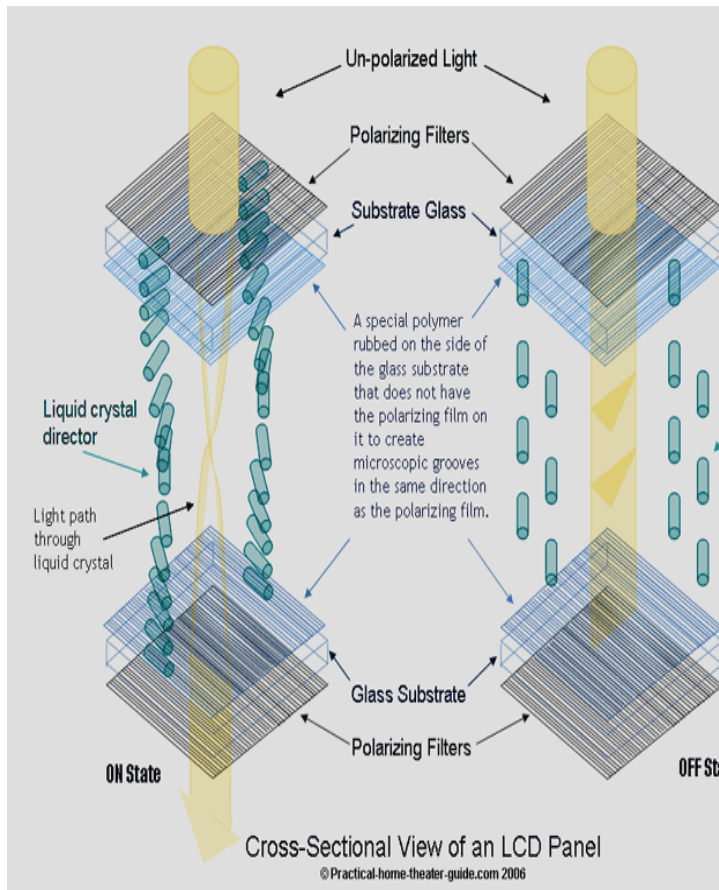 Un-polarized Light
Polarizing Filters
Substrate Glass
A special polymer
rubbed on the side of
the glass substrate
that does not have
the polarizing film on
it to create
microscopic grooves
in the same direction
as the polarizing film.
Liquid crystal
director
Light path
through
liquid crystal
Glass Substrate
Polarizing Filters
ON State
OFF Sta
Cross-Sectional View of an LCD Panel
© Practical-home-theater-guide.com 2006